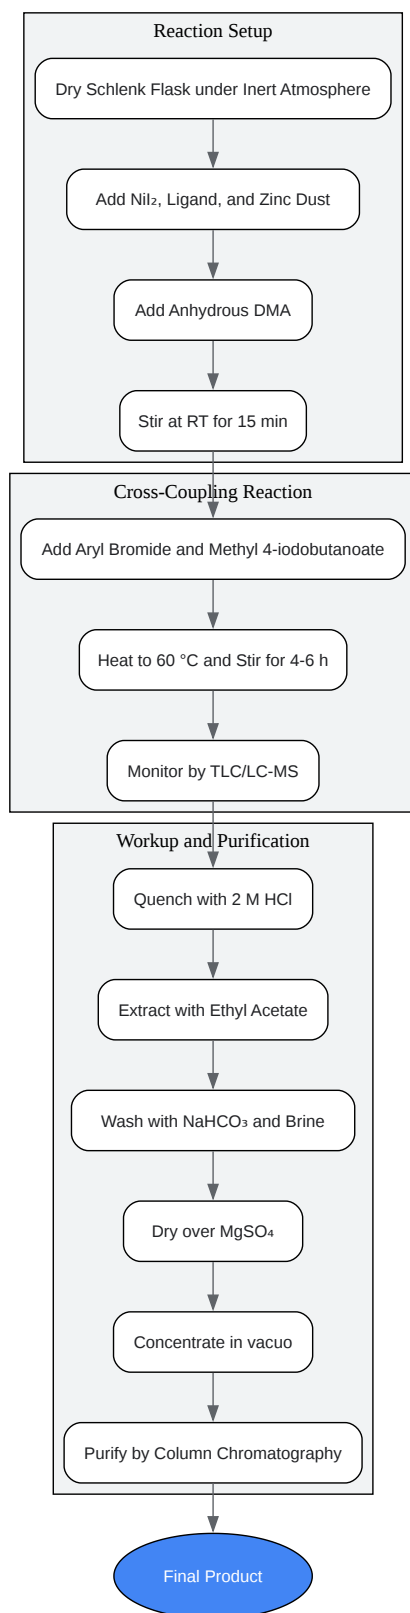 Reaction Setup
Dry Schlenk Flask under Inert Atmosphere
Add NiI₂, Ligand, and Zinc Dust
Add Anhydrous DMA
Stir at RT for 15 min
Cross-Coupling Reaction
Add Aryl Bromide and Methyl 4-iodobutanoate
Heat to 60 °C and Stir for 4-6 h
Monitor by TLC/LC-MS
Workup and Purification
Quench with 2 M HCl
Extract with Ethyl Acetate
Wash with NaHCO₃ and Brine
Dry over MgSO₄
Concentrate in vacuo
Purify by Column Chromatography
Final Product